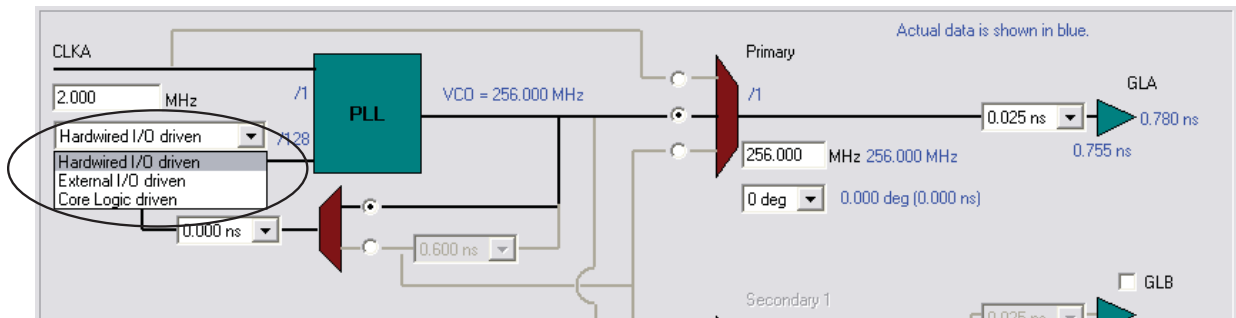 Actual data is shown in blue.
CLKA
Primary
2.000 MHz
/1
PLL
VCO = 256.000 MHz
/1
GLA
Hardwired I/O driven
/128
0.025 ns
0.780 ns
0.755 ns
Hardwired I/O driven
External I/O driven
Core Logic driven
256.000 MHz 256.000 MHz
0 deg 0.000 deg (0.000 ns)
0.000 ns
0.600 ns
GLB
Secondary 1
0.025 ns